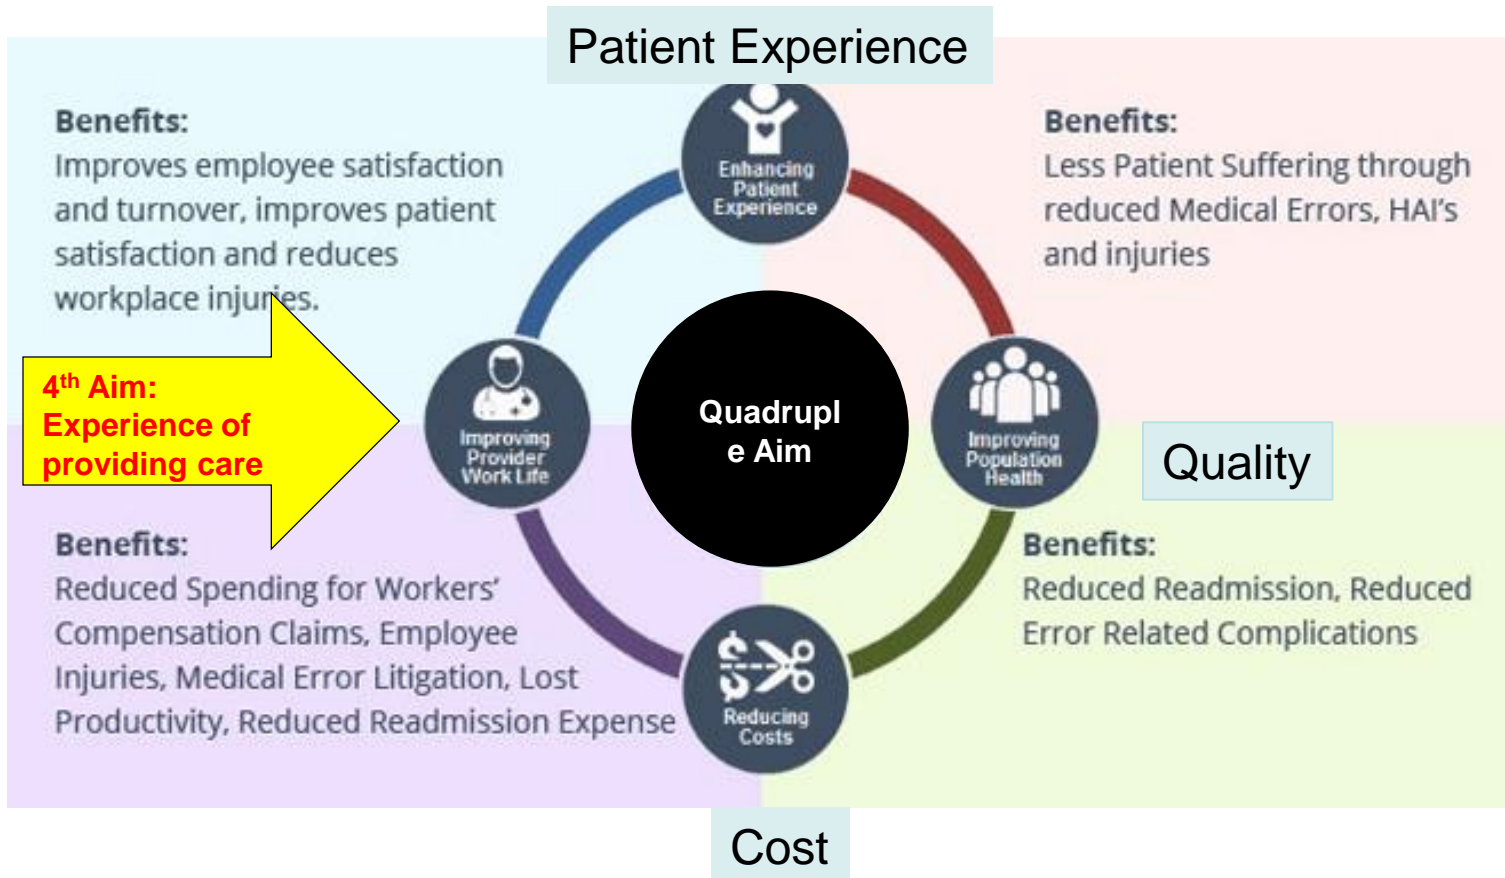 Patient Experience
Benefits:
Improves employee satisfaction
and turnover, improves patient
satisfaction and reduces
workplace injuries.
Enhancing
Patient
Experience
Benefits:
Less Patient Suffering through
reduced Medical Errors, HAI's
and injuries
4th Aim:
Experience of
providing care
Improving
Provider
Work Life
Quadrupl
e Aim
Improving
Population
Health
Quality
Benefits:
Reduced Spending for Workers'
Compensation Claims, Employee
Injuries, Medical Error Litigation, Lost
Productivity, Reduced Readmission Expense
Reducing
Costs
Benefits:
Reduced Readmission, Reduced
Error Related Complications
Cost